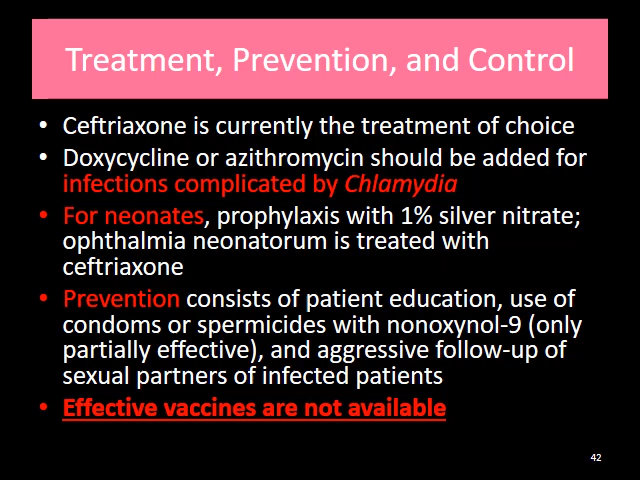 Treatment, Prevention, and Control
• Ceftriaxone is currently the treatment of choice
• Doxycycline or azithromycin should be added for
infections complicated by Chlamydia
• For neonates, prophylaxis with 1% silver nitrate;
ophthalmia neonatorum is treated with
ceftriaxone
• Prevention consists of patient education, use of
condoms or spermicides with nonoxynol-9 (only
partially effective), and aggressive follow-up of
sexual partners of infected patients
• Effective vaccines are not available
42